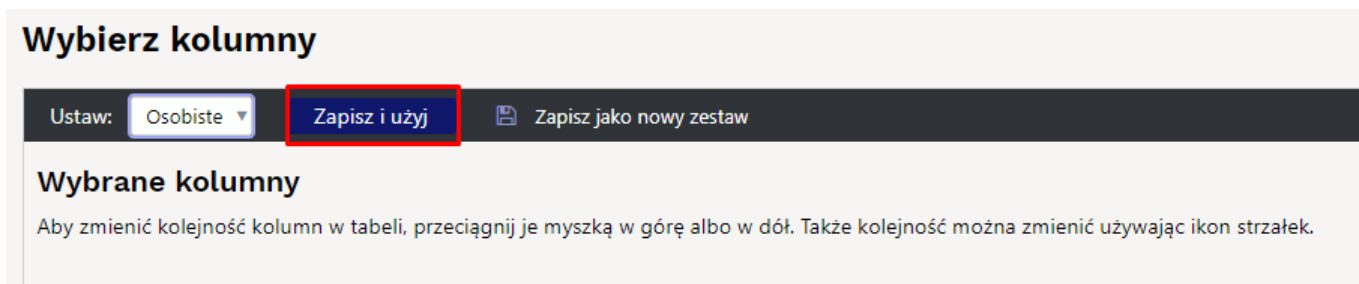 Wybierz kolumny
Ustaw: Osobiste Zapisz i użyj Zapisz jako nowy zestaw
Wybrane kolumny
Aby zmienić kolejność kolumn w tabeli, przeciągnij je myszką w górę albo w dół. Także kolejność można zmienić używając ikon strzałek.